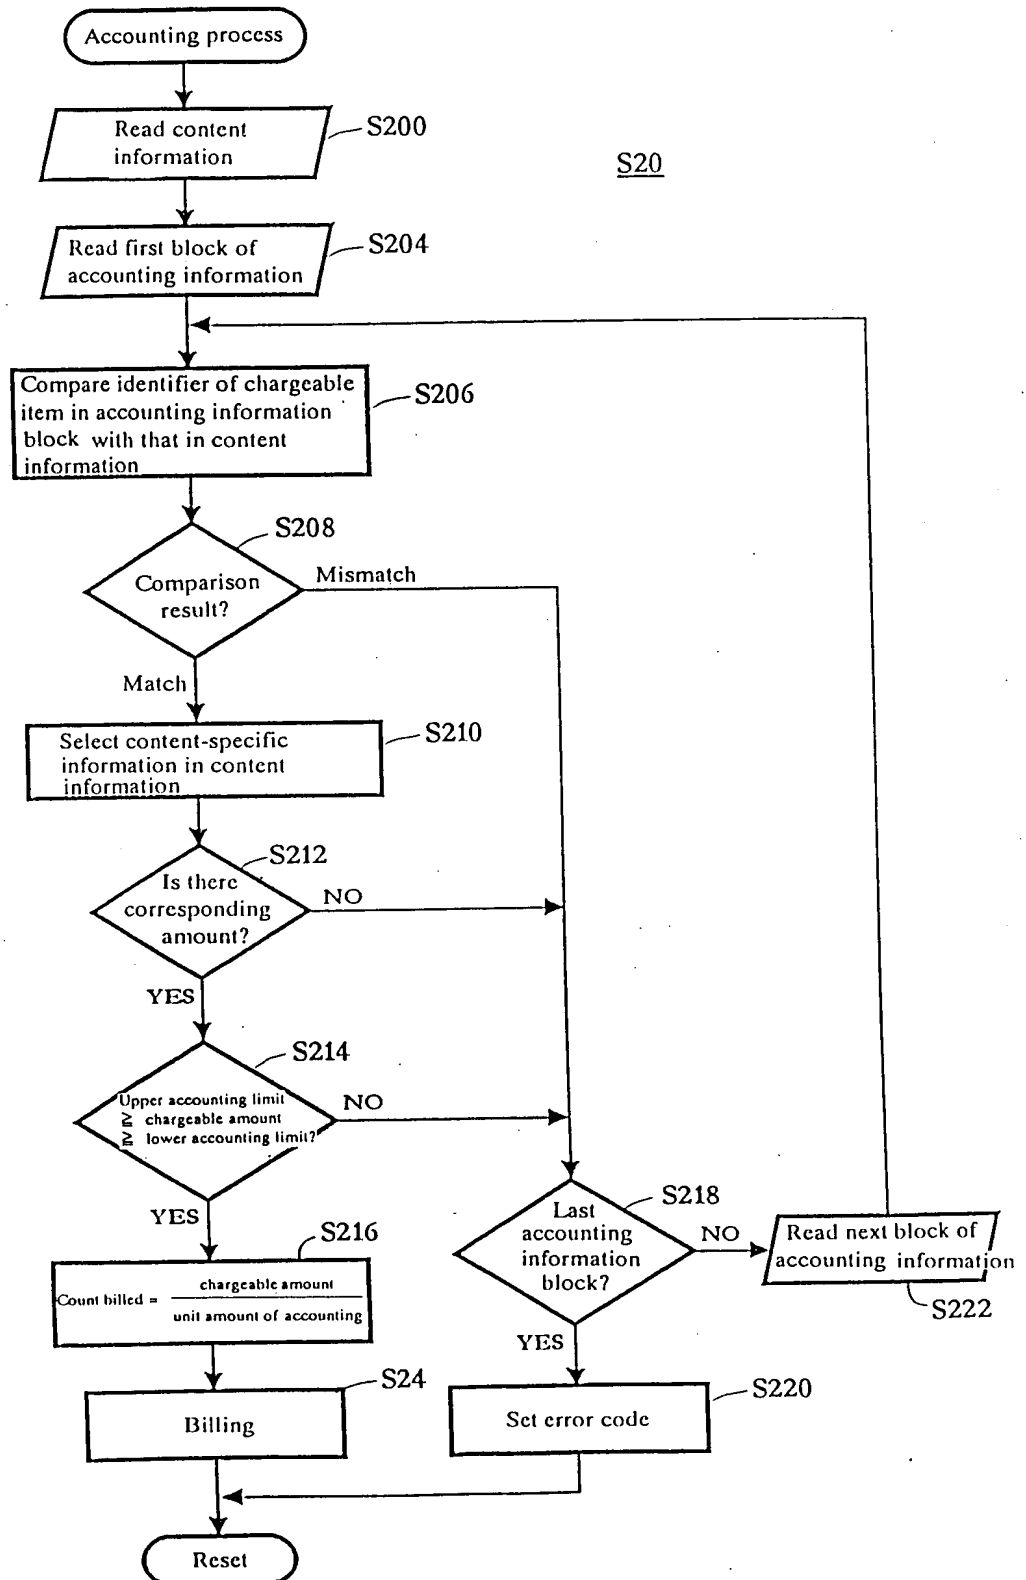 Accounting process
Read content
information
S200
S20
Read first block of
accounting information
S204
Compare identifier of chargeable
item in accounting information
block with that in content
information
S206
S208
Comparison
result?
Mismatch
Match
Select content-specific
information in content
information
S210
S212
Is there
corresponding
amount?
NO
YES
S214
Upper accounting limit
≧ chargeable amount
≧ lower accounting limit?
NO
YES
S216
Count billed = chargeable amount
unit amount of accounting
S218
Last
accounting
information
block?
NO
Read next block of
accounting information
S222
YES
S24
Billing
S220
Set error code
Reset